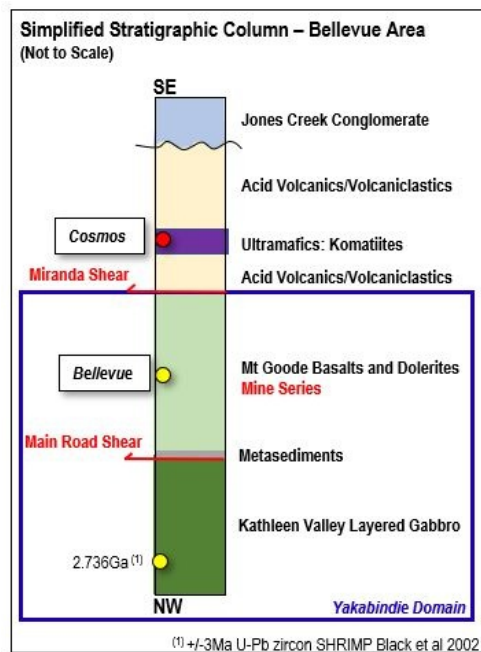 Simplified Stratigraphic Column – Bellevue Area
(Not to Scale)
SE
Jones Creek Conglomerate
Acid Volcanics/Volcaniclastics
Cosmos
Ultramafics: Komatiites
Miranda Shear
Acid Volcanics/Volcaniclastics
Bellevue
Mt Goode Basalts and Dolerites
Mine Series
Main Road Shear
Metasediments
Kathleen Valley Layered Gabbro
2.736Ga (1)
NW
Yakabindie Domain
(1) +/-3Ma U-Pb zircon SHRIMP Black et al 2002